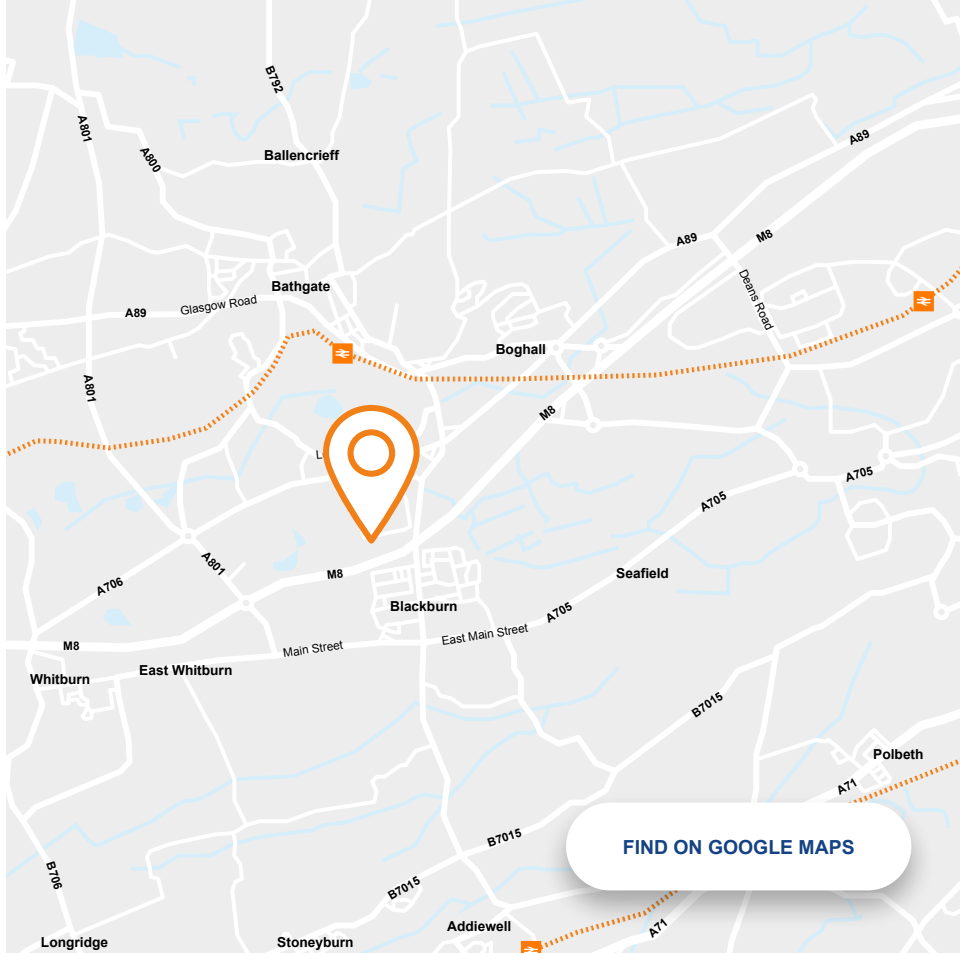 B792
A801
A800
Ballencrieff
A89
M8
A89
Deans Road
Bathgate
Glasgow Road
A89
Boghall
A801
M8
A705
A705
A801
A706
M8
Seafield
Blackburn
A705
East Main Street
Main Street
M8
East Whitburn
Whitburn
B7015
Polbeth
A71
B7015
FIND ON GOOGLE MAPS
B706
B7015
Addiewell
A71
Longridge
Stoneyburn